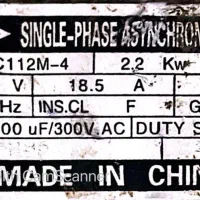 SINGLE-PHASE ASYNCHRON
C112M-4 2.2 Kw
V 18.5 A
Hz INS.CL F G
00 uF/300V AC DUTY S
MADE IN CHIN
CamScanner